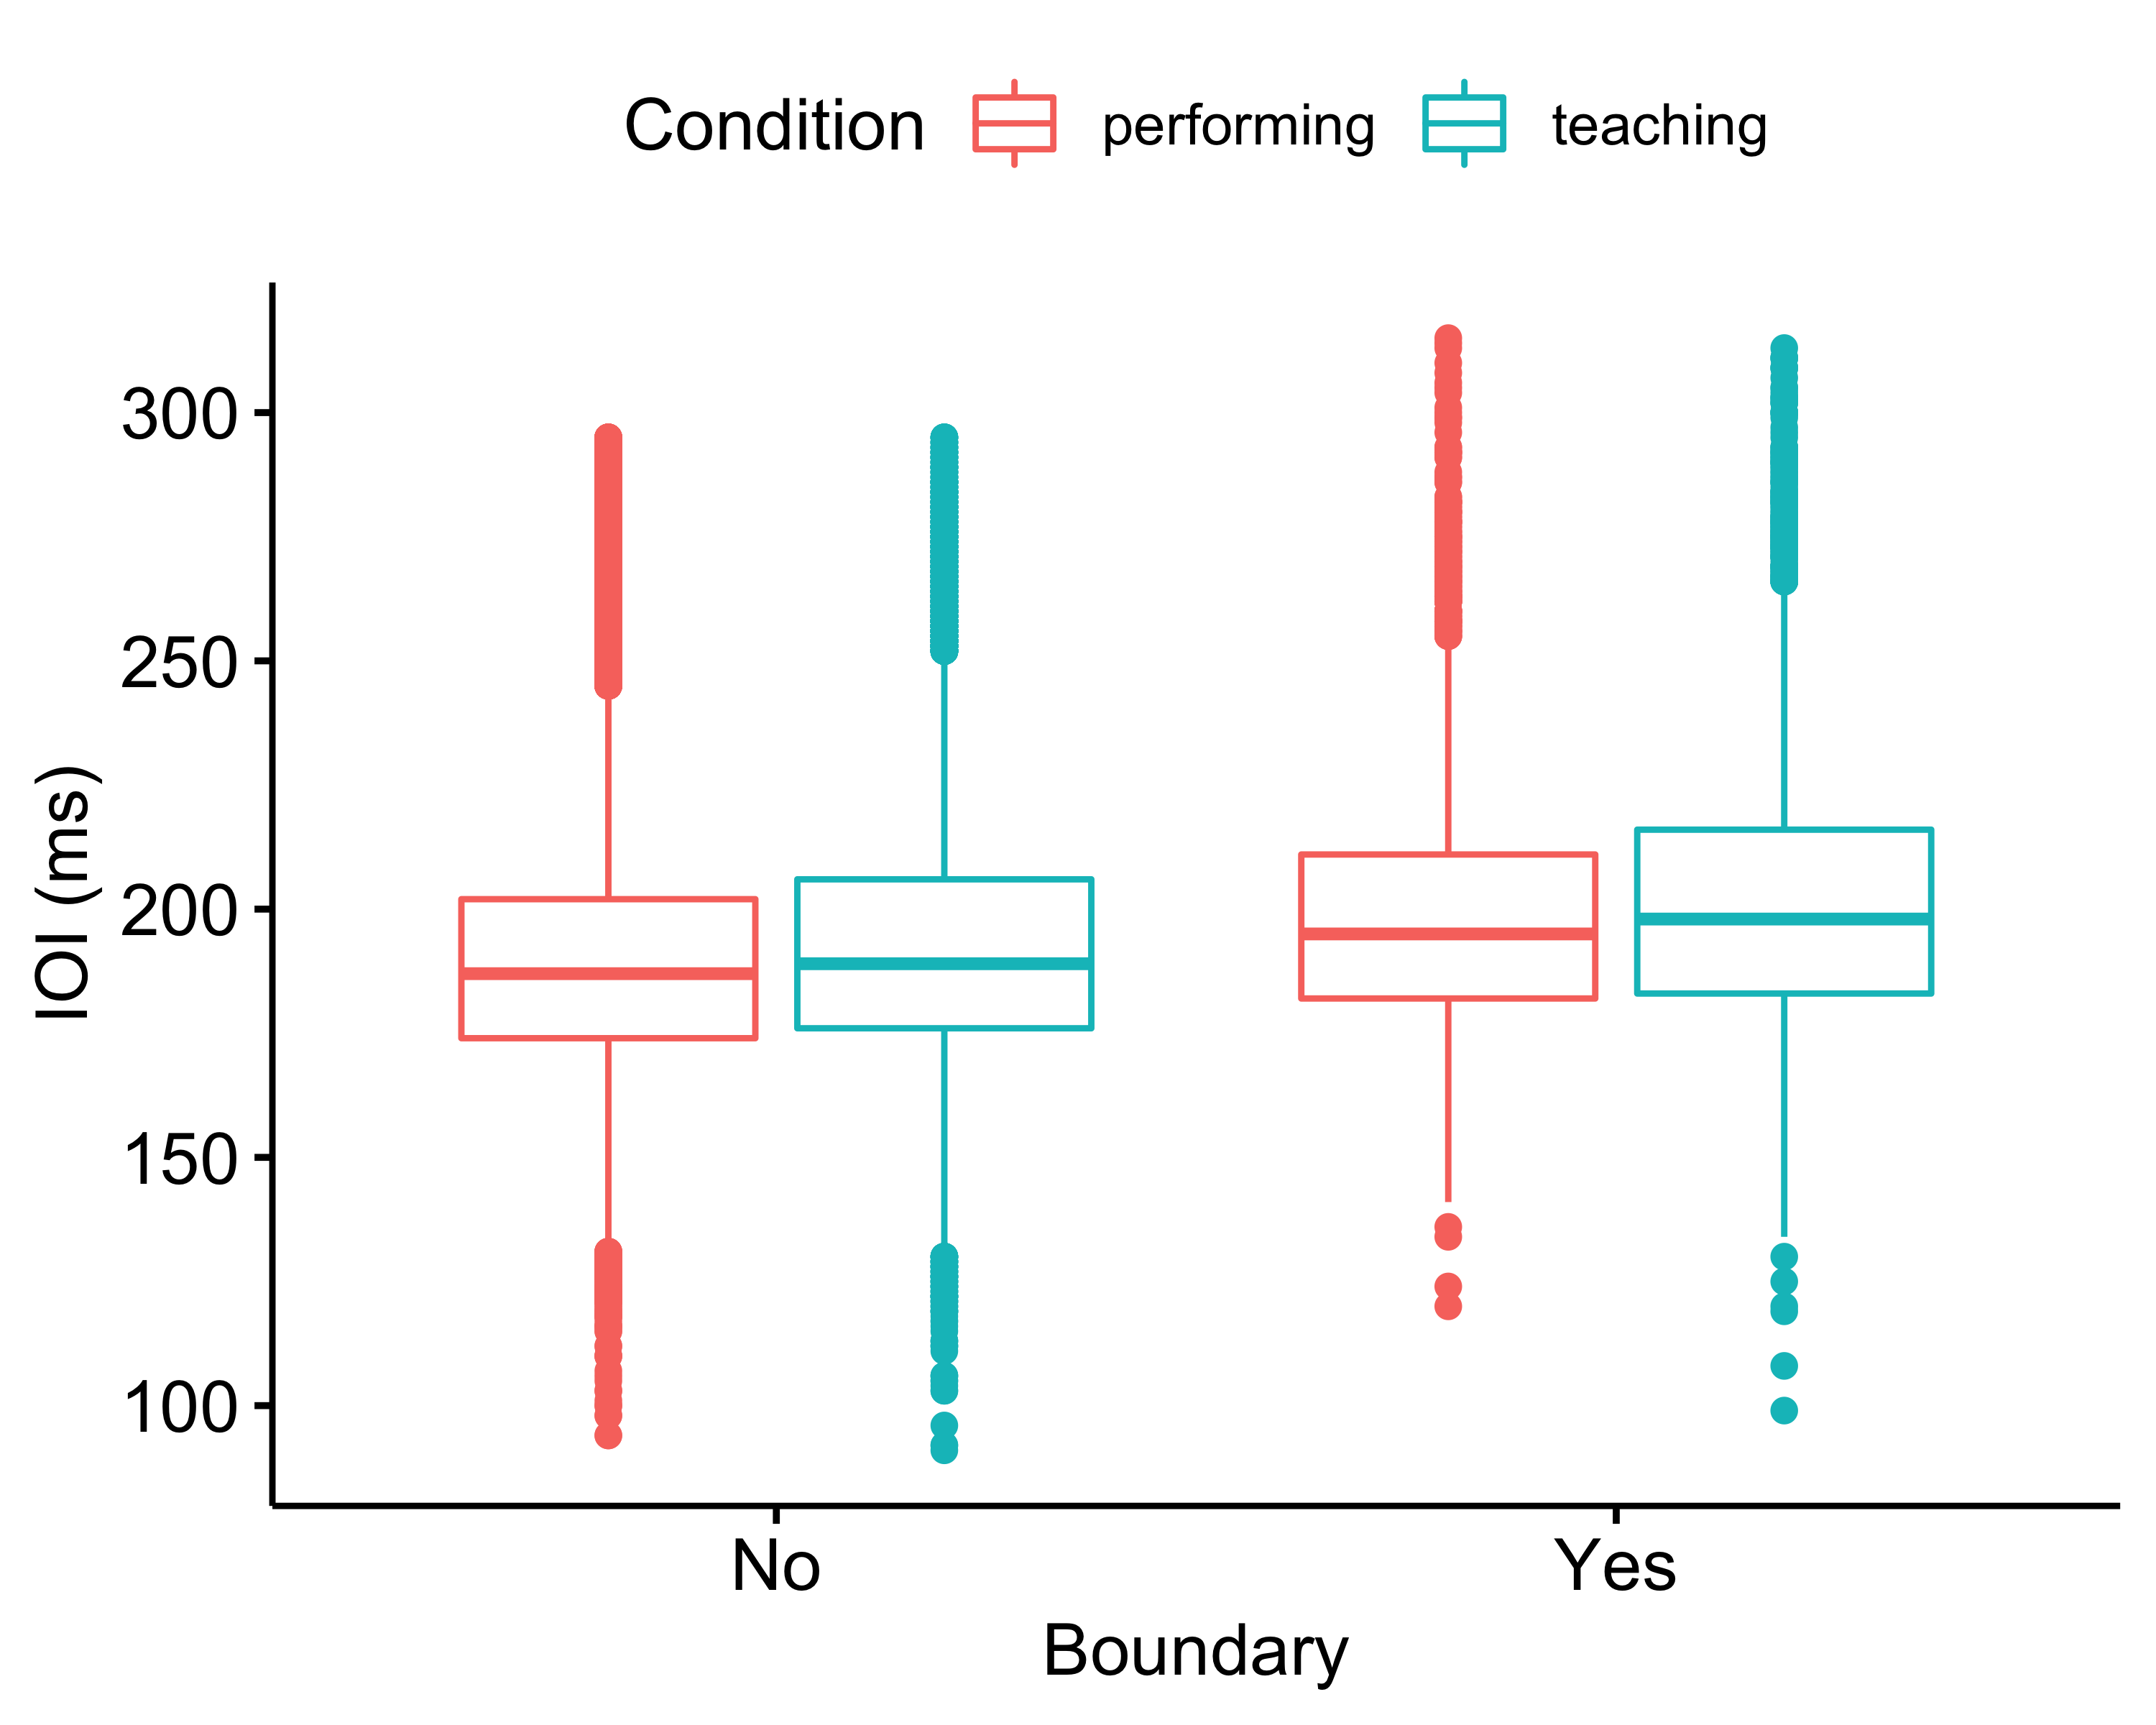 Condition performing teaching
300
250
200
150
100
IOI (ms)
No Yes
Boundary